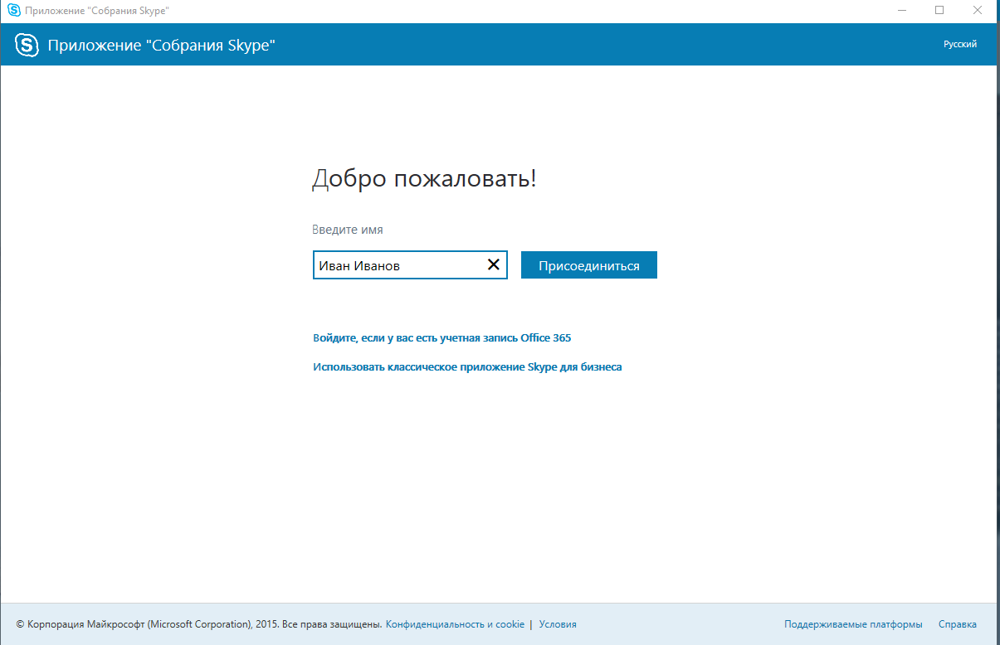 Приложение "Собрания Skype"
Приложение "Собрания Skype" Русский
Добро пожаловать!
Введите имя
Иван Иванов Присоединиться
Войдите, если у вас есть учетная запись Office 365
Использовать классическое приложение Skype для бизнеса
© Корпорация Майкрософт (Microsoft Corporation), 2015. Все права защищены. Конфиденциальность и cookie | Условия Поддерживаемые платформы Справка